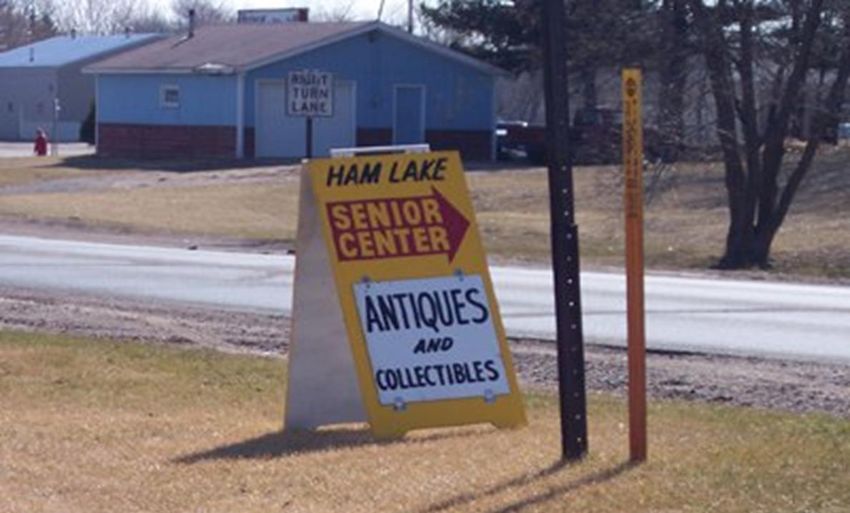 RIGHT
TURN
LANE
HAM LAKE
SENIOR
CENTER
ANTIQUES
AND
COLLECTIBLES